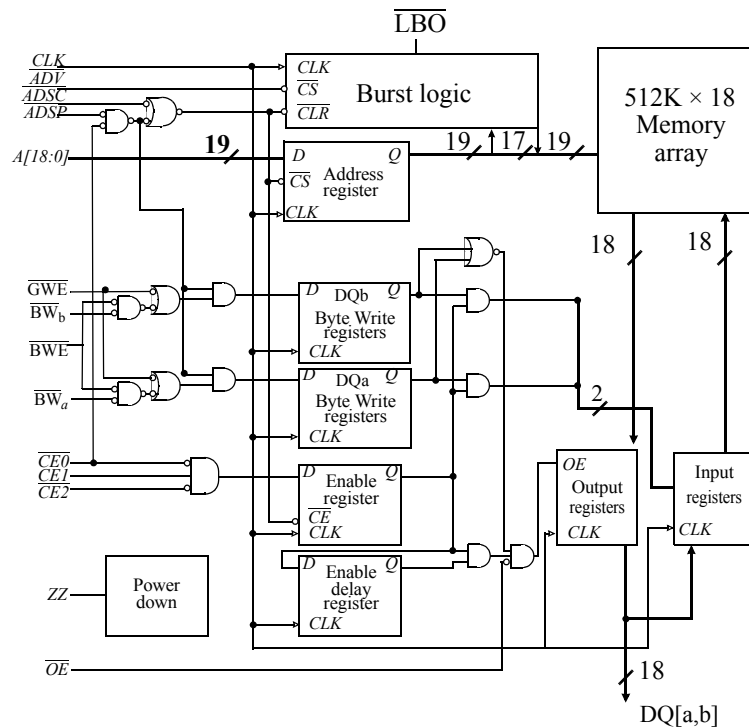 LBO
CLK
ADV
ADSC
ADSP
CLK
CS
CLR
Burst logic
512K × 18
Memory
array
A[18:0]
19
D
Q
CS
Address
register
CLK
19
17
19
18
18
GWE
BWb
BWE
BWa
D
DQb
Q
Byte Write
registers
CLK
D
DQa
Q
Byte Write
registers
CLK
2
CE0
CE1
CE2
D
Enable
Q
register
CE
CLK
OE
Output
registers
CLK
Input
registers
CLK
D
Enable
Q
delay
register
CLK
ZZ
Power
down
OE
18
DQ[a,b]